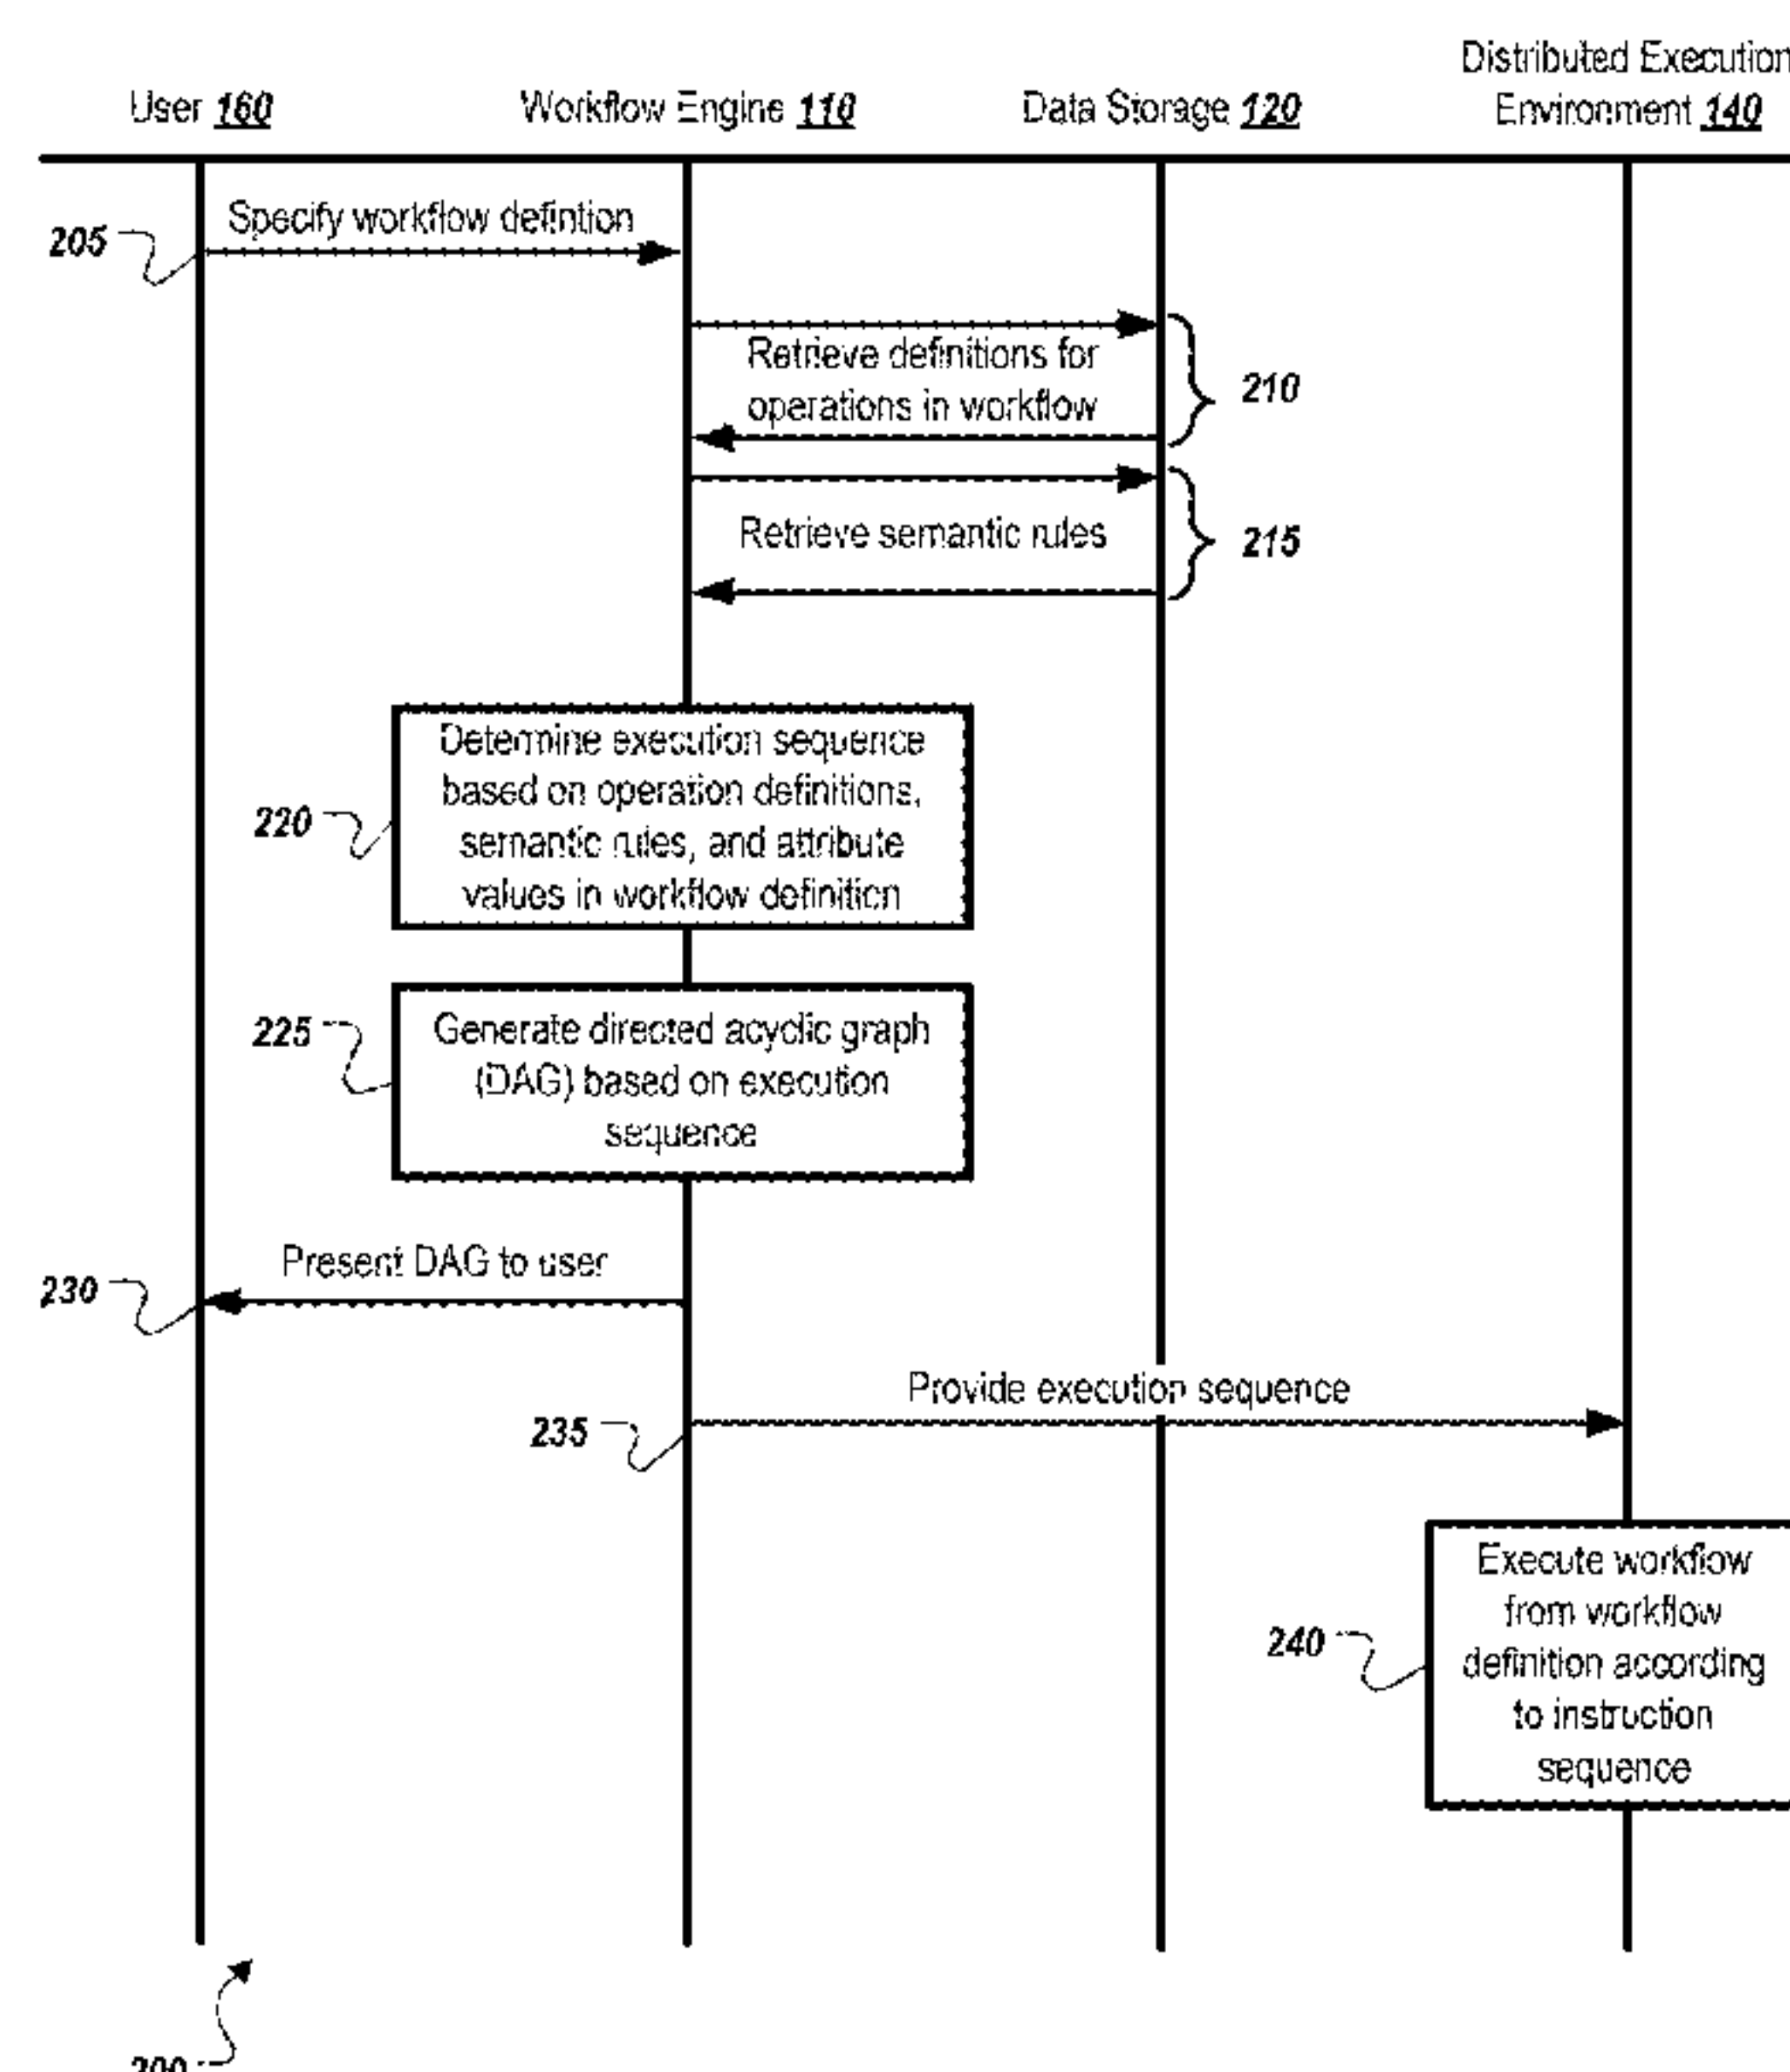 Distributed Execution
User 160
Workflow Engine 110
Data Storage 120
Environment 140
Specify workflow defintion
205
Retrieve definitions for
operations in workflow
210
Retrieve semantic rules
215
Determine execution sequence
based on operation definitions,
semantic rules, and attribute
values in workflow definition
220
Generate directed acyclic graph
(DAG) based on execution
sequence
225
Present DAG to user
230
Provide execution sequence
235
Execute workflow
from workflow
definition according
to instruction
sequence
240
200